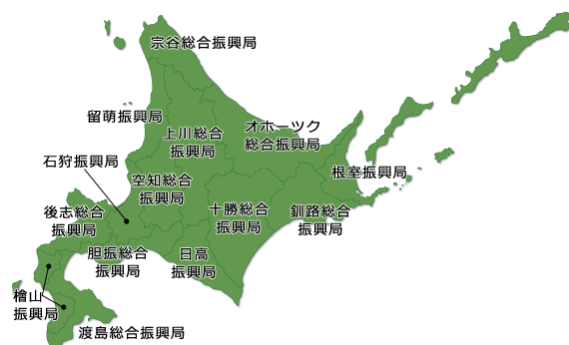 宗谷総合振興局
留萌振興局
上川総合
振興局
オホーツク
総合振興局
石狩振興局
空知総合
振興局
根室振興局
後志総合
振興局
十勝総合
振興局
釧路総合
振興局
胆振総合
振興局
日高
振興局
檜山
振興局
渡島総合振興局